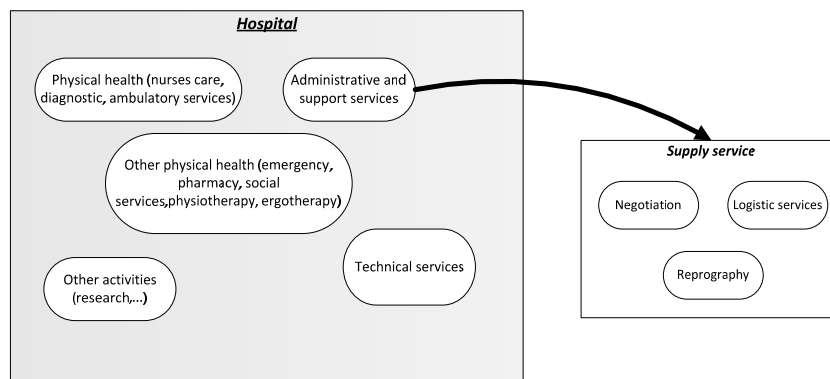 Hospital
Physical health (nurses care,
diagnostic, ambulatory services)
Administrative and
support services
Other physical health (emergency,
pharmacy, social
services,physiotherapy, ergotherapy)
Technical services
Other activities
(research,...)
Supply service
Negotiation
Logistic services
Reprography